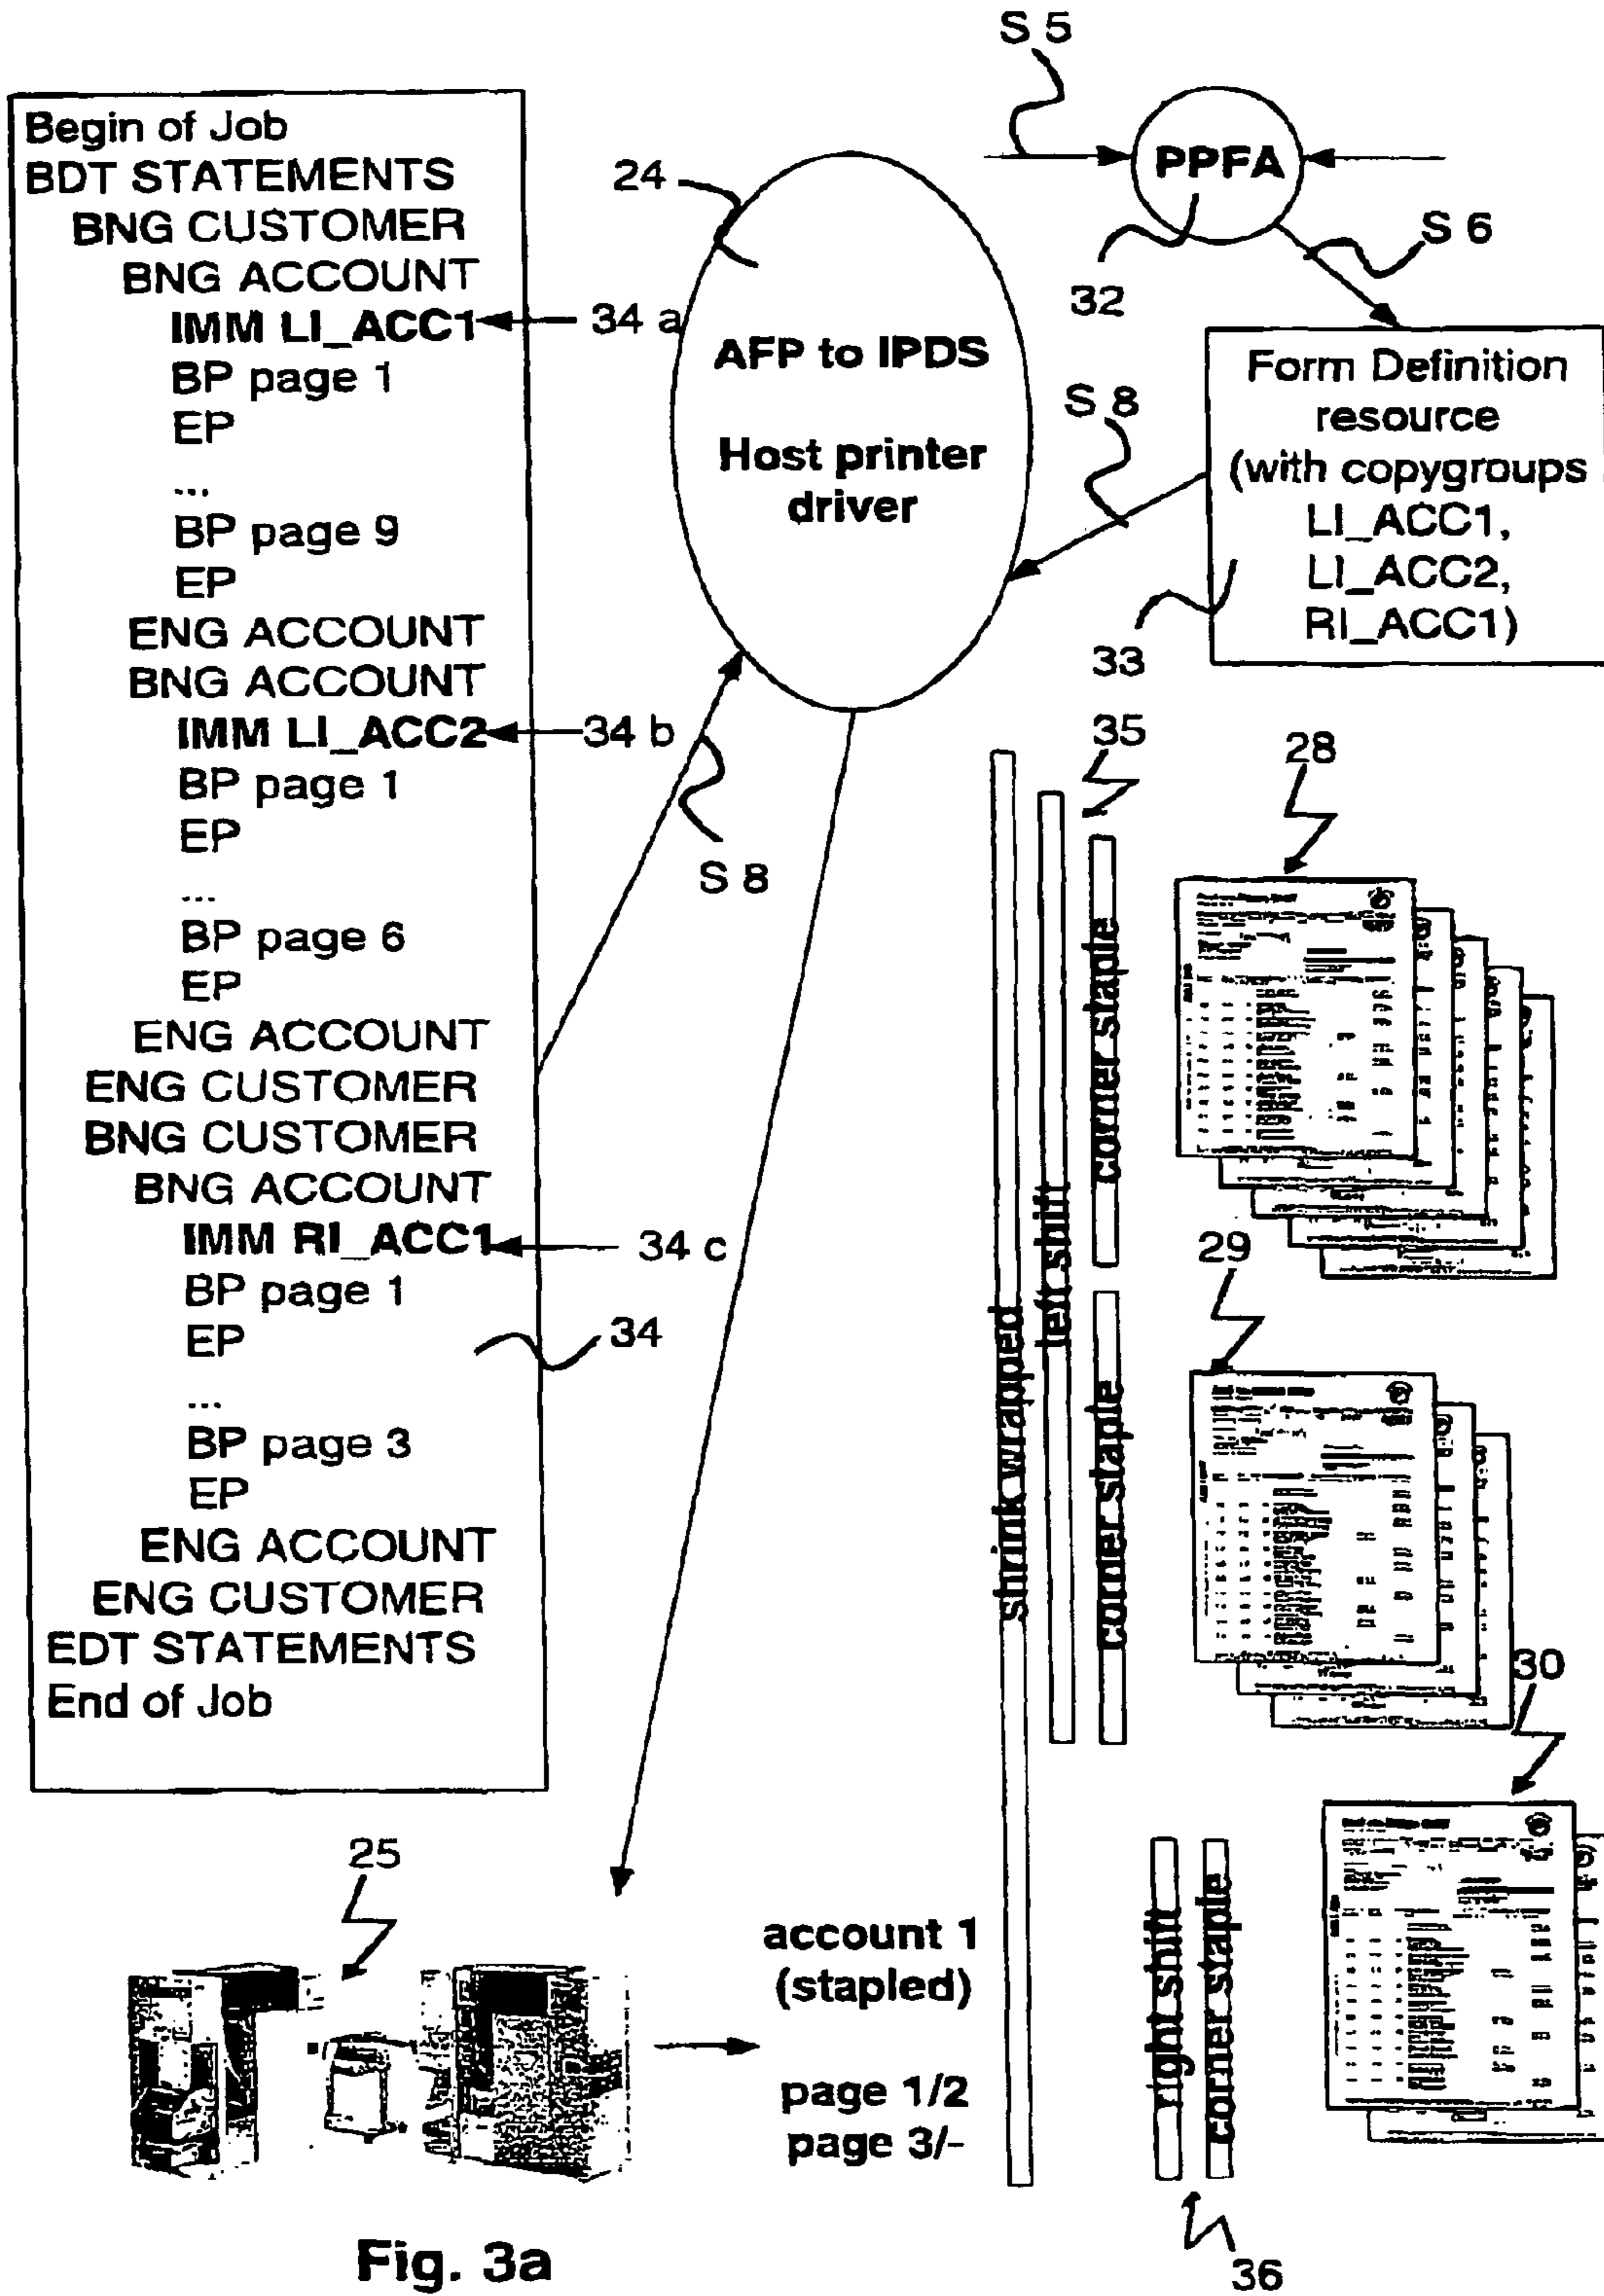 S 5
Begin of Job
BDT STATEMENTS
BNG CUSTOMER
BNG ACCOUNT
IMM LI_ACC1
34 a
BP page 1
EP
...
BP page 9
EP
ENG ACCOUNT
BNG ACCOUNT
IMM LI_ACC2
34 b
BP page 1
EP
...
BP page 6
EP
ENG ACCOUNT
ENG CUSTOMER
BNG CUSTOMER
BNG ACCOUNT
IMM RI_ACC1
34 c
BP page 1
EP
34
...
BP page 3
EP
ENG ACCOUNT
ENG CUSTOMER
EDT STATEMENTS
End of Job
24
AFP to IPDS
Host printer
driver
PPFA
S 6
32
S 8
Form Definition
resource
(with copygroups
LI_ACC1,
LI_ACC2,
RI_ACC1)
33
S 8
35
28
shrink wrapped
left shift
corner staple
corner staple
29
30
25
account 1
(stapled)
page 1/2
page 3/-
right shift
corner staple
36
Fig. 3a